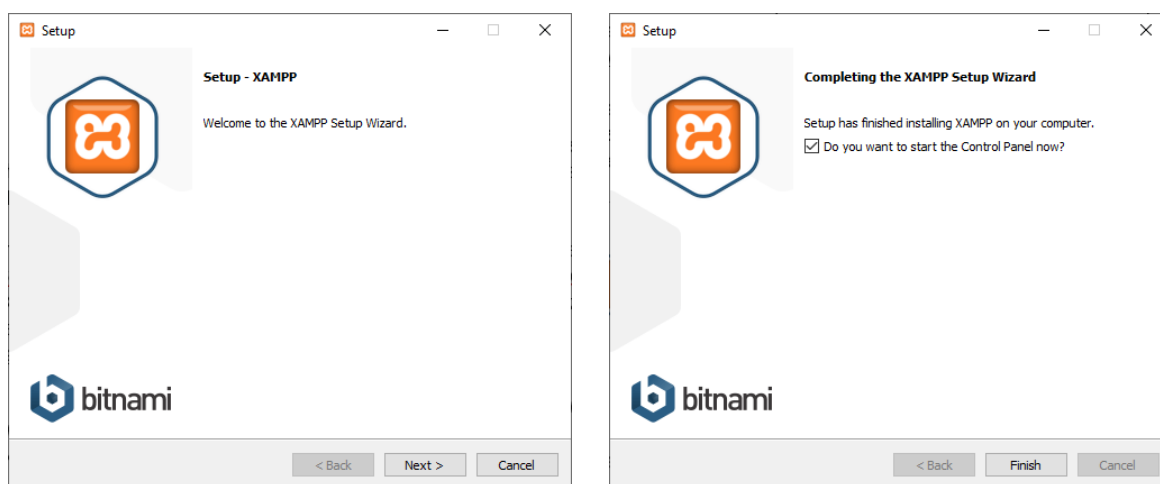 Setup
Setup - XAMPP
Welcome to the XAMPP Setup Wizard.
bitnami
< Back
Next >
Cancel
Setup
Completing the XAMPP Setup Wizard
Setup has finished installing XAMPP on your computer.
Do you want to start the Control Panel now?
bitnami
< Back
Finish
Cancel